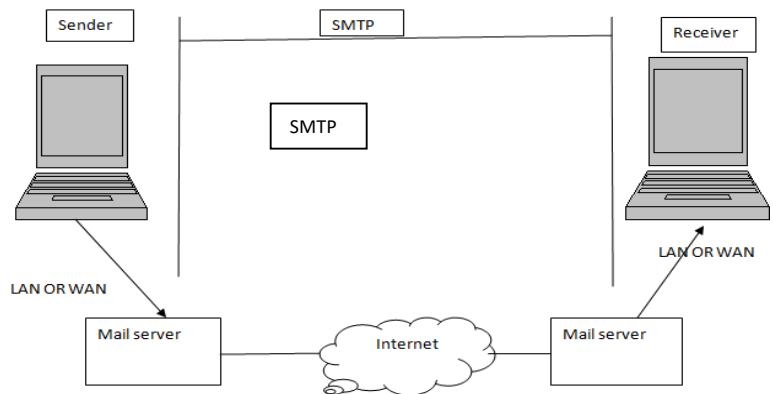 Sender
SMTP
Receiver
SMTP
LAN OR WAN
LAN OR WAN
Mail server
Internet
Mail server